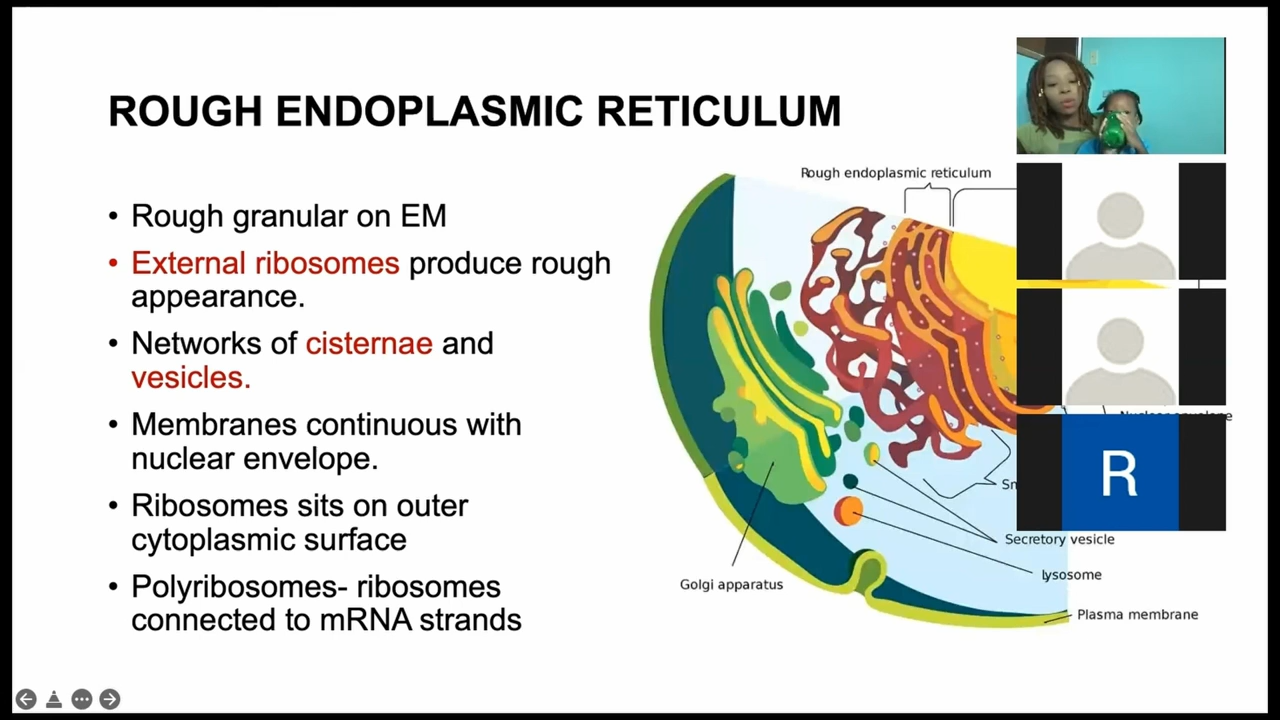 ROUGH ENDOPLASMIC RETICULUM
• Rough granular on EM
• External ribosomes produce rough
appearance.
• Networks of cisternae and
vesicles.
• Membranes continuous with
nuclear envelope.
• Ribosomes sits on outer
cytoplasmic surface
• Polyribosomes- ribosomes
connected to mRNA strands
Rough endoplasmic reticulum
R
Secretory vesicle
lysosome
Golgi apparatus
Plasma membrane